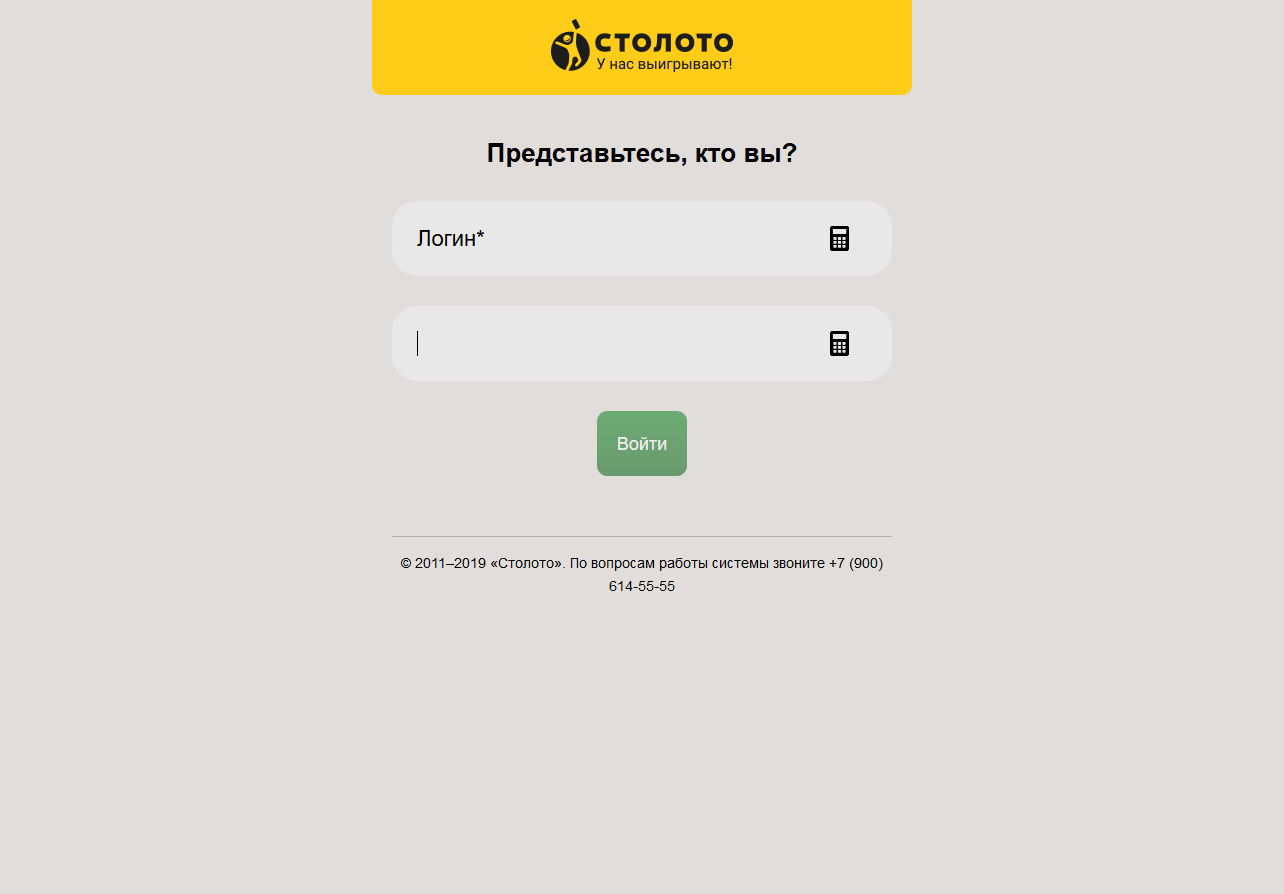 СТОЛОТО
У нас выигрывают!
Представьтесь, кто вы?
Логин*
Войти
© 2011–2019 «Столото». По вопросам работы системы звоните +7 (900)
614-55-55